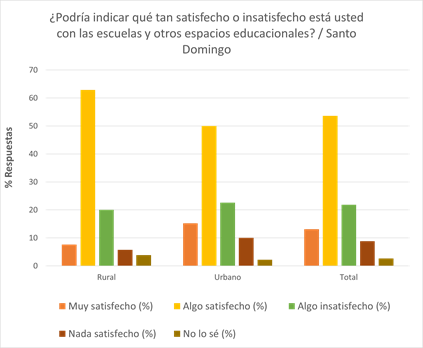 ¿Podría indicar qué tan satisfecho o insatisfecho está usted
con las escuelas y otros espacios educacionales? / Santo
Domingo
70
60
50
40
30
20
10
0
% Respuestas
Rural Urbano Total
Muy satisfecho (%) Algo satisfecho (%) Algo insatisfecho (%)
Nada satisfecho (%) No lo sé (%)